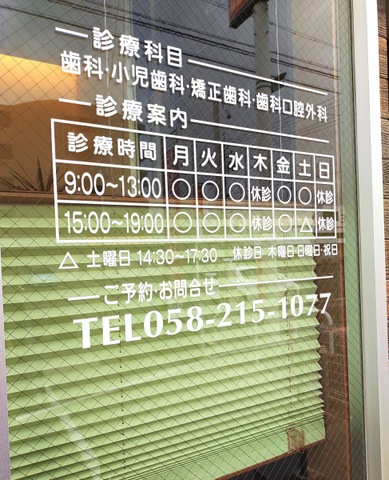 診療科目
歯科・小児歯科・矯正歯科・歯科口腔外科
診療案内
診療時間 月 火 水 木 金 土 日
9:00~13:00 ○ ○ ○ 休診 ○ ○ 休診
15:00~19:00 ○ ○ ○ 休診 ○ △ 休診
△ 土曜日 14:30~17:30 休診日 木曜日・日曜日・祝日
ご予約・お問合せ
TEL058-215-1077